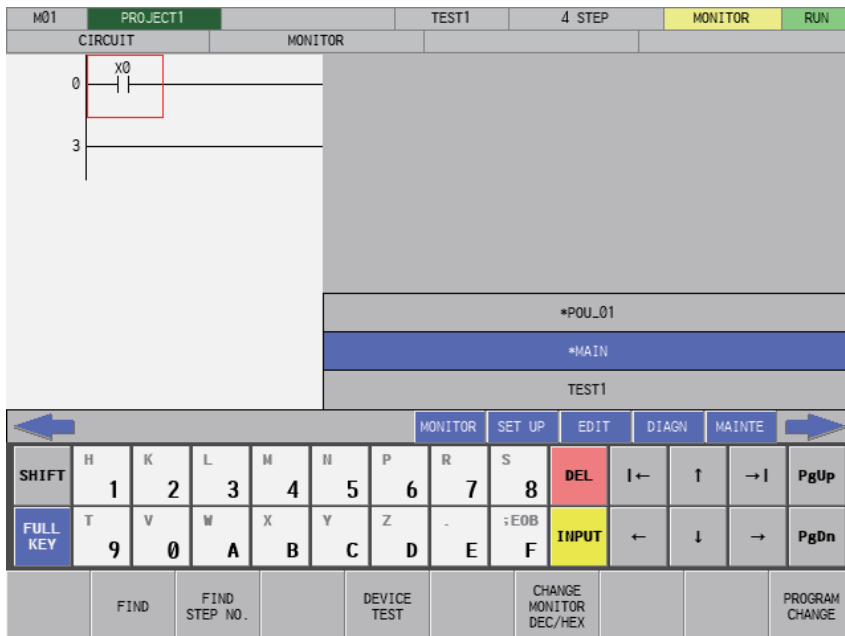 M01 PROJECT1 TEST1 4 STEP MONITOR RUN
CIRCUIT MONITOR
X0
0
3
*POU_01
*MAIN
TEST1
MONITOR SET UP EDIT DIAGN MAINTE
SHIFT H 1 K 2 L 3 M 4 N 5 P 6 R 7 S 8 DEL |← ↑ →| PgUp
FULL KEY T 9 V 0 W A X B Y C Z D . E ;EOB F INPUT ← ↓ → PgDn
FIND
FIND
STEP NO.
DEVICE
TEST
CHANGE
MONITOR
DEC/HEX
PROGRAM
CHANGE